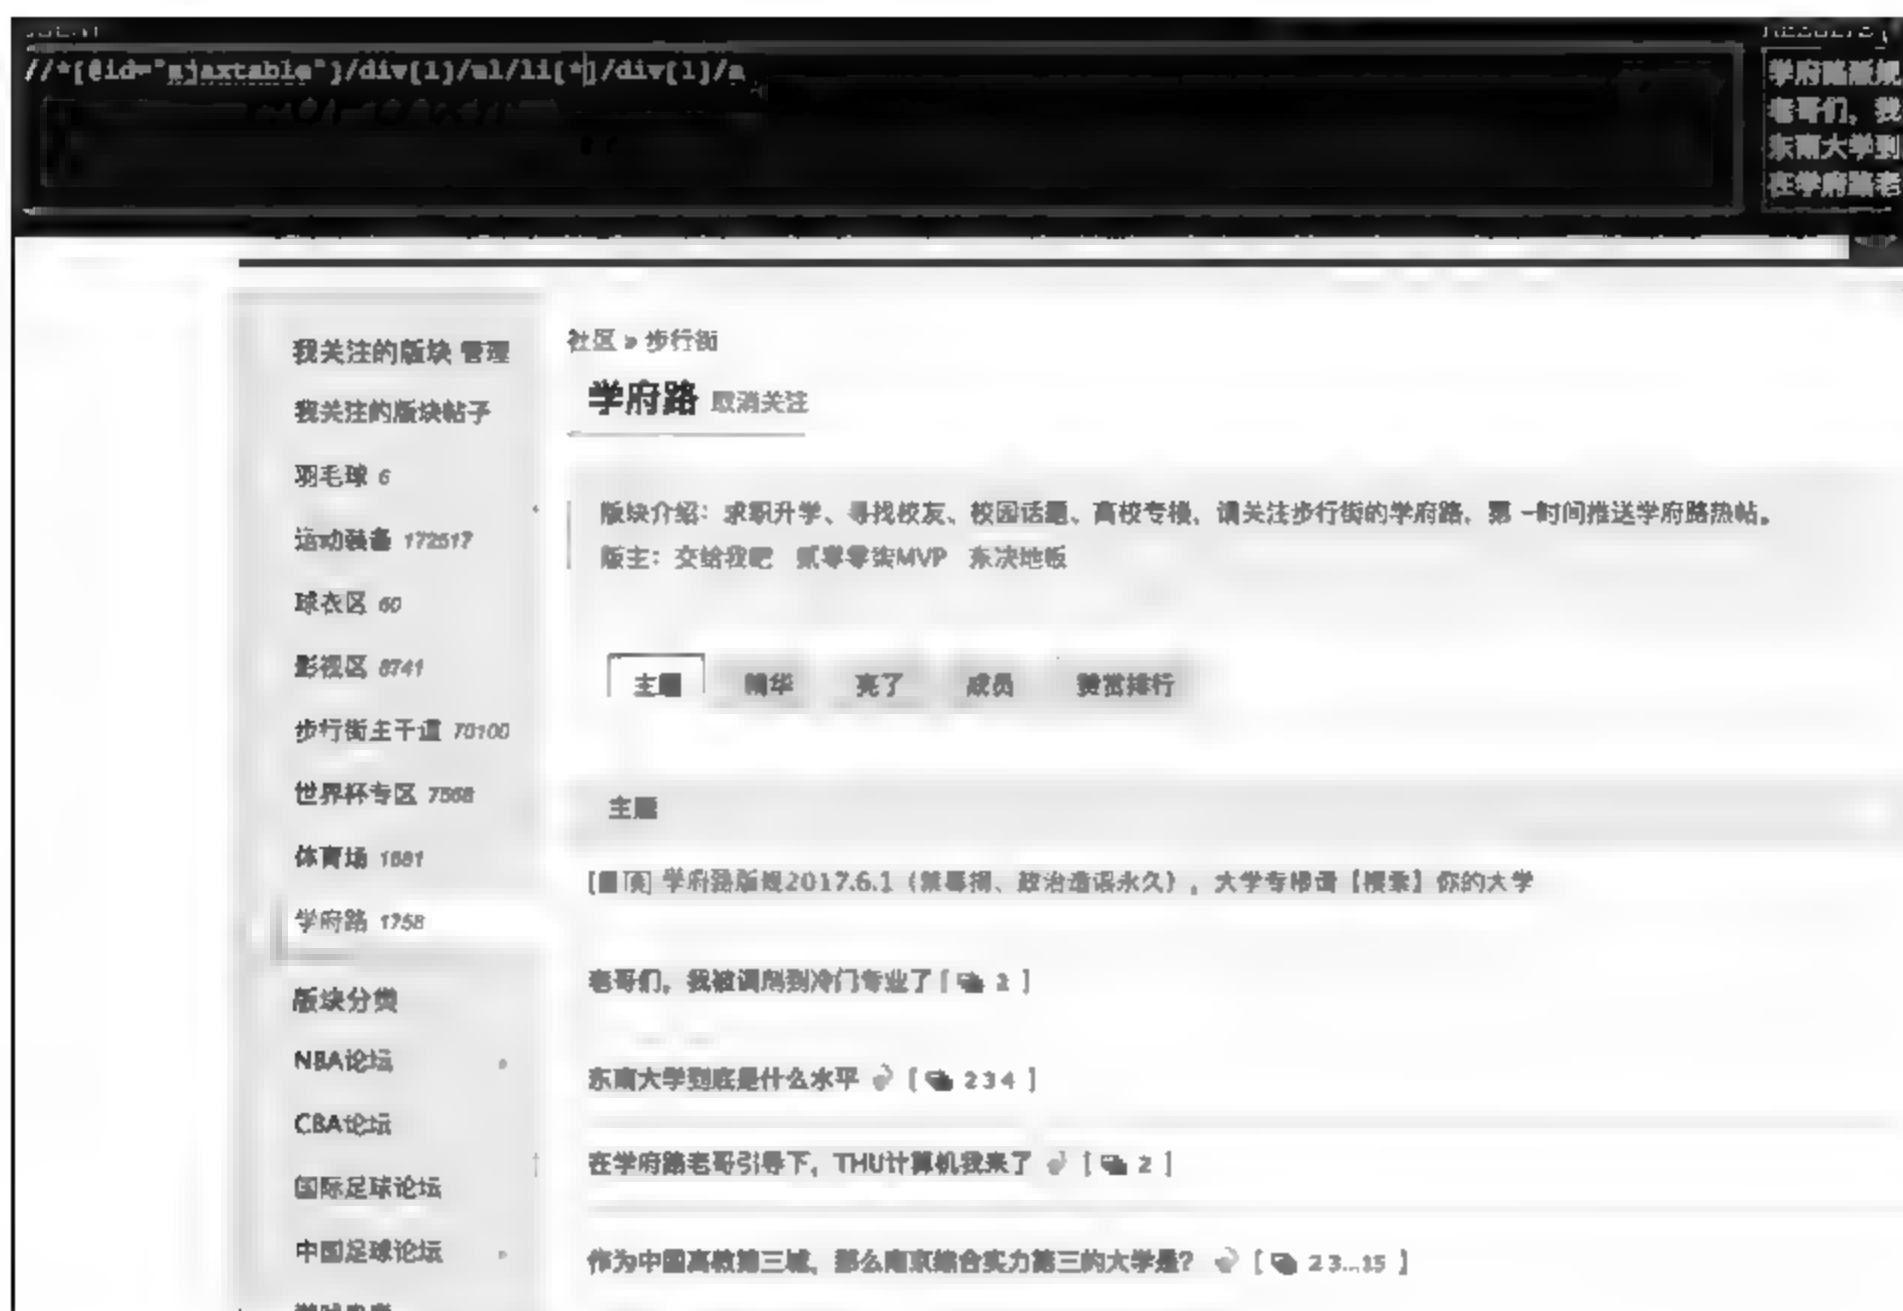 //*[@id="ajaxtable"]/div[1]/ul/li[*]/div[1]/a
学府路版规
老哥们，我
东南大学到
在学府路老
我关注的版块 管理
我关注的版块帖子
羽毛球 6
运动装备 172517
球衣区 60
影视区 8741
步行街主干道 70100
世界杯专区 7568
体育场 1681
学府路 1758
版块分类
NBA论坛
CBA论坛
国际足球论坛
中国足球论坛
社区 » 步行街
学府路 取消关注
版块介绍：求职升学、寻找校友、校园话题、高校专楼，请关注步行街的学府路，第一时间推送学府路热帖。
版主：交给我吧 贰零零柒MVP 东决地板
主题 精华 亮了 成员 赞赏排行
主题
[置顶] 学府路版规2017.6.1（禁辱捐、政治造谣永久），大学专楼请【搜索】你的大学
老哥们，我被调剂到冷门专业了 [ 2 ]
东南大学到底是什么水平 [ 2 3 4 ]
在学府路老哥引导下，THU计算机我来了 [ 2 ]
作为中国高教第三城，那么南京综合实力第三的大学是？ [ 2 3...15 ]